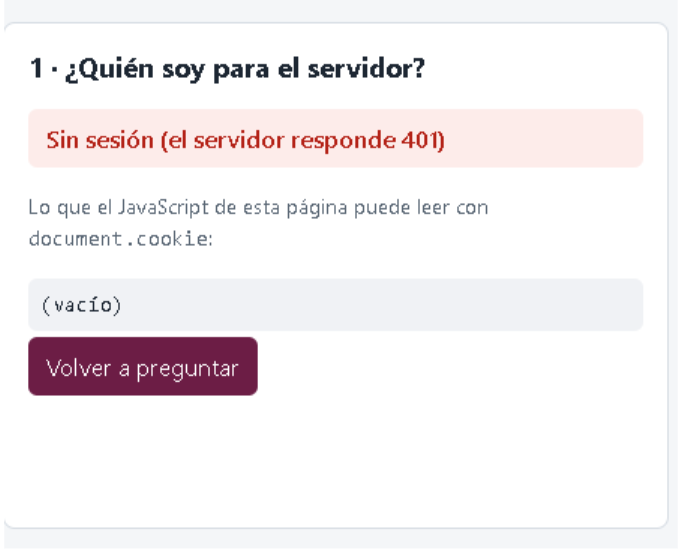 1 · ¿Quién soy para el servidor?
Sin sesión (el servidor responde 401)
Lo que el JavaScript de esta página puede leer con
document.cookie:
(vacío)
Volver a preguntar